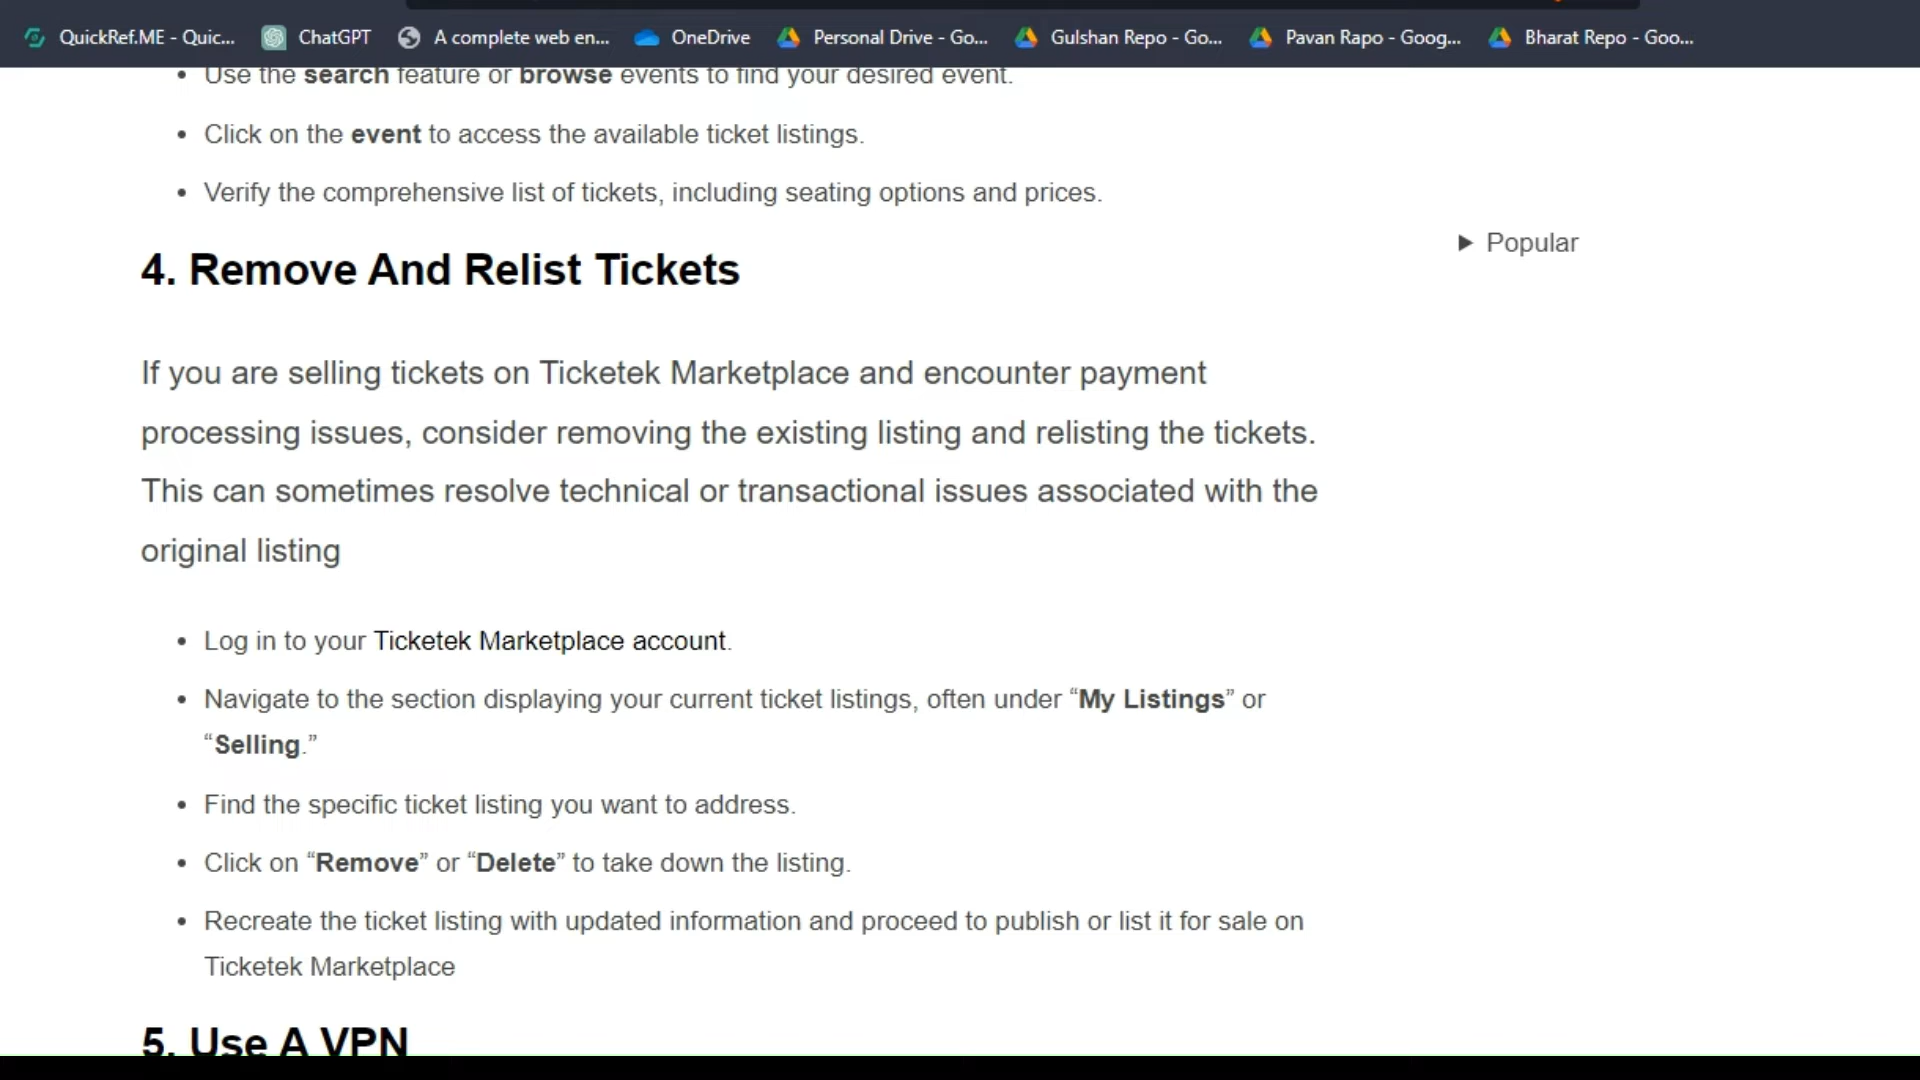 QuickRef.ME - Quic... ChatGPT A complete web en... OneDrive Personal Drive - Go... Gulshan Repo - Go... Pavan Rapo - Goog... Bharat Repo - Goo...
• Use the search feature or browse events to find your desired event.
• Click on the event to access the available ticket listings.
• Verify the comprehensive list of tickets, including seating options and prices.
▶ Popular
4. Remove And Relist Tickets
If you are selling tickets on Ticketek Marketplace and encounter payment
processing issues, consider removing the existing listing and relisting the tickets.
This can sometimes resolve technical or transactional issues associated with the
original listing
• Log in to your Ticketek Marketplace account.
• Navigate to the section displaying your current ticket listings, often under “My Listings” or
“Selling.”
• Find the specific ticket listing you want to address.
• Click on “Remove” or “Delete” to take down the listing.
• Recreate the ticket listing with updated information and proceed to publish or list it for sale on
Ticketek Marketplace
5. Use A VPN